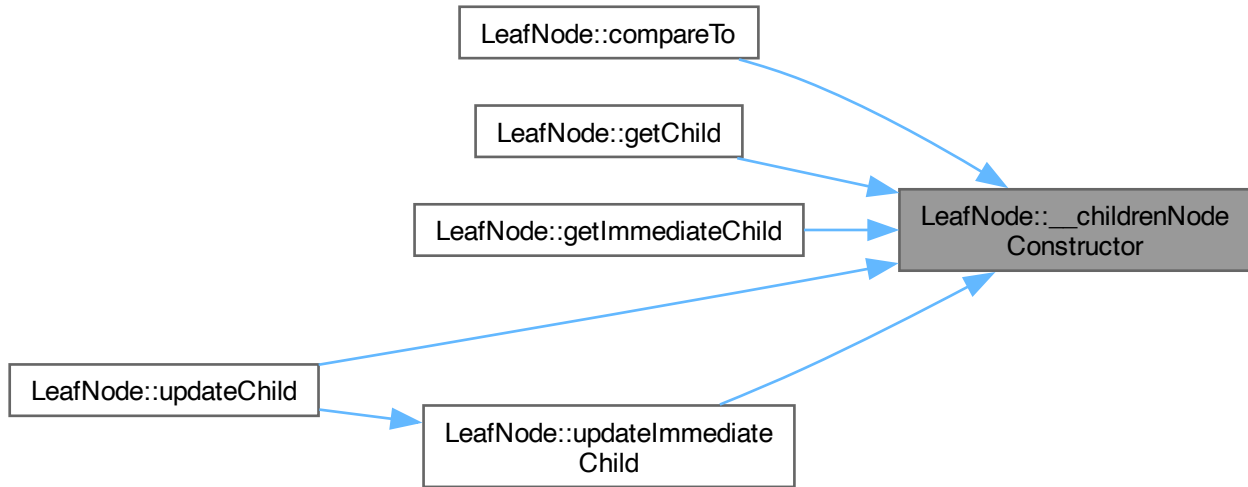 LeafNode::compareTo
LeafNode::getChild
LeafNode::__childrenNode
Constructor
LeafNode::getImmediateChild
LeafNode::updateChild
LeafNode::updateImmediate
Child